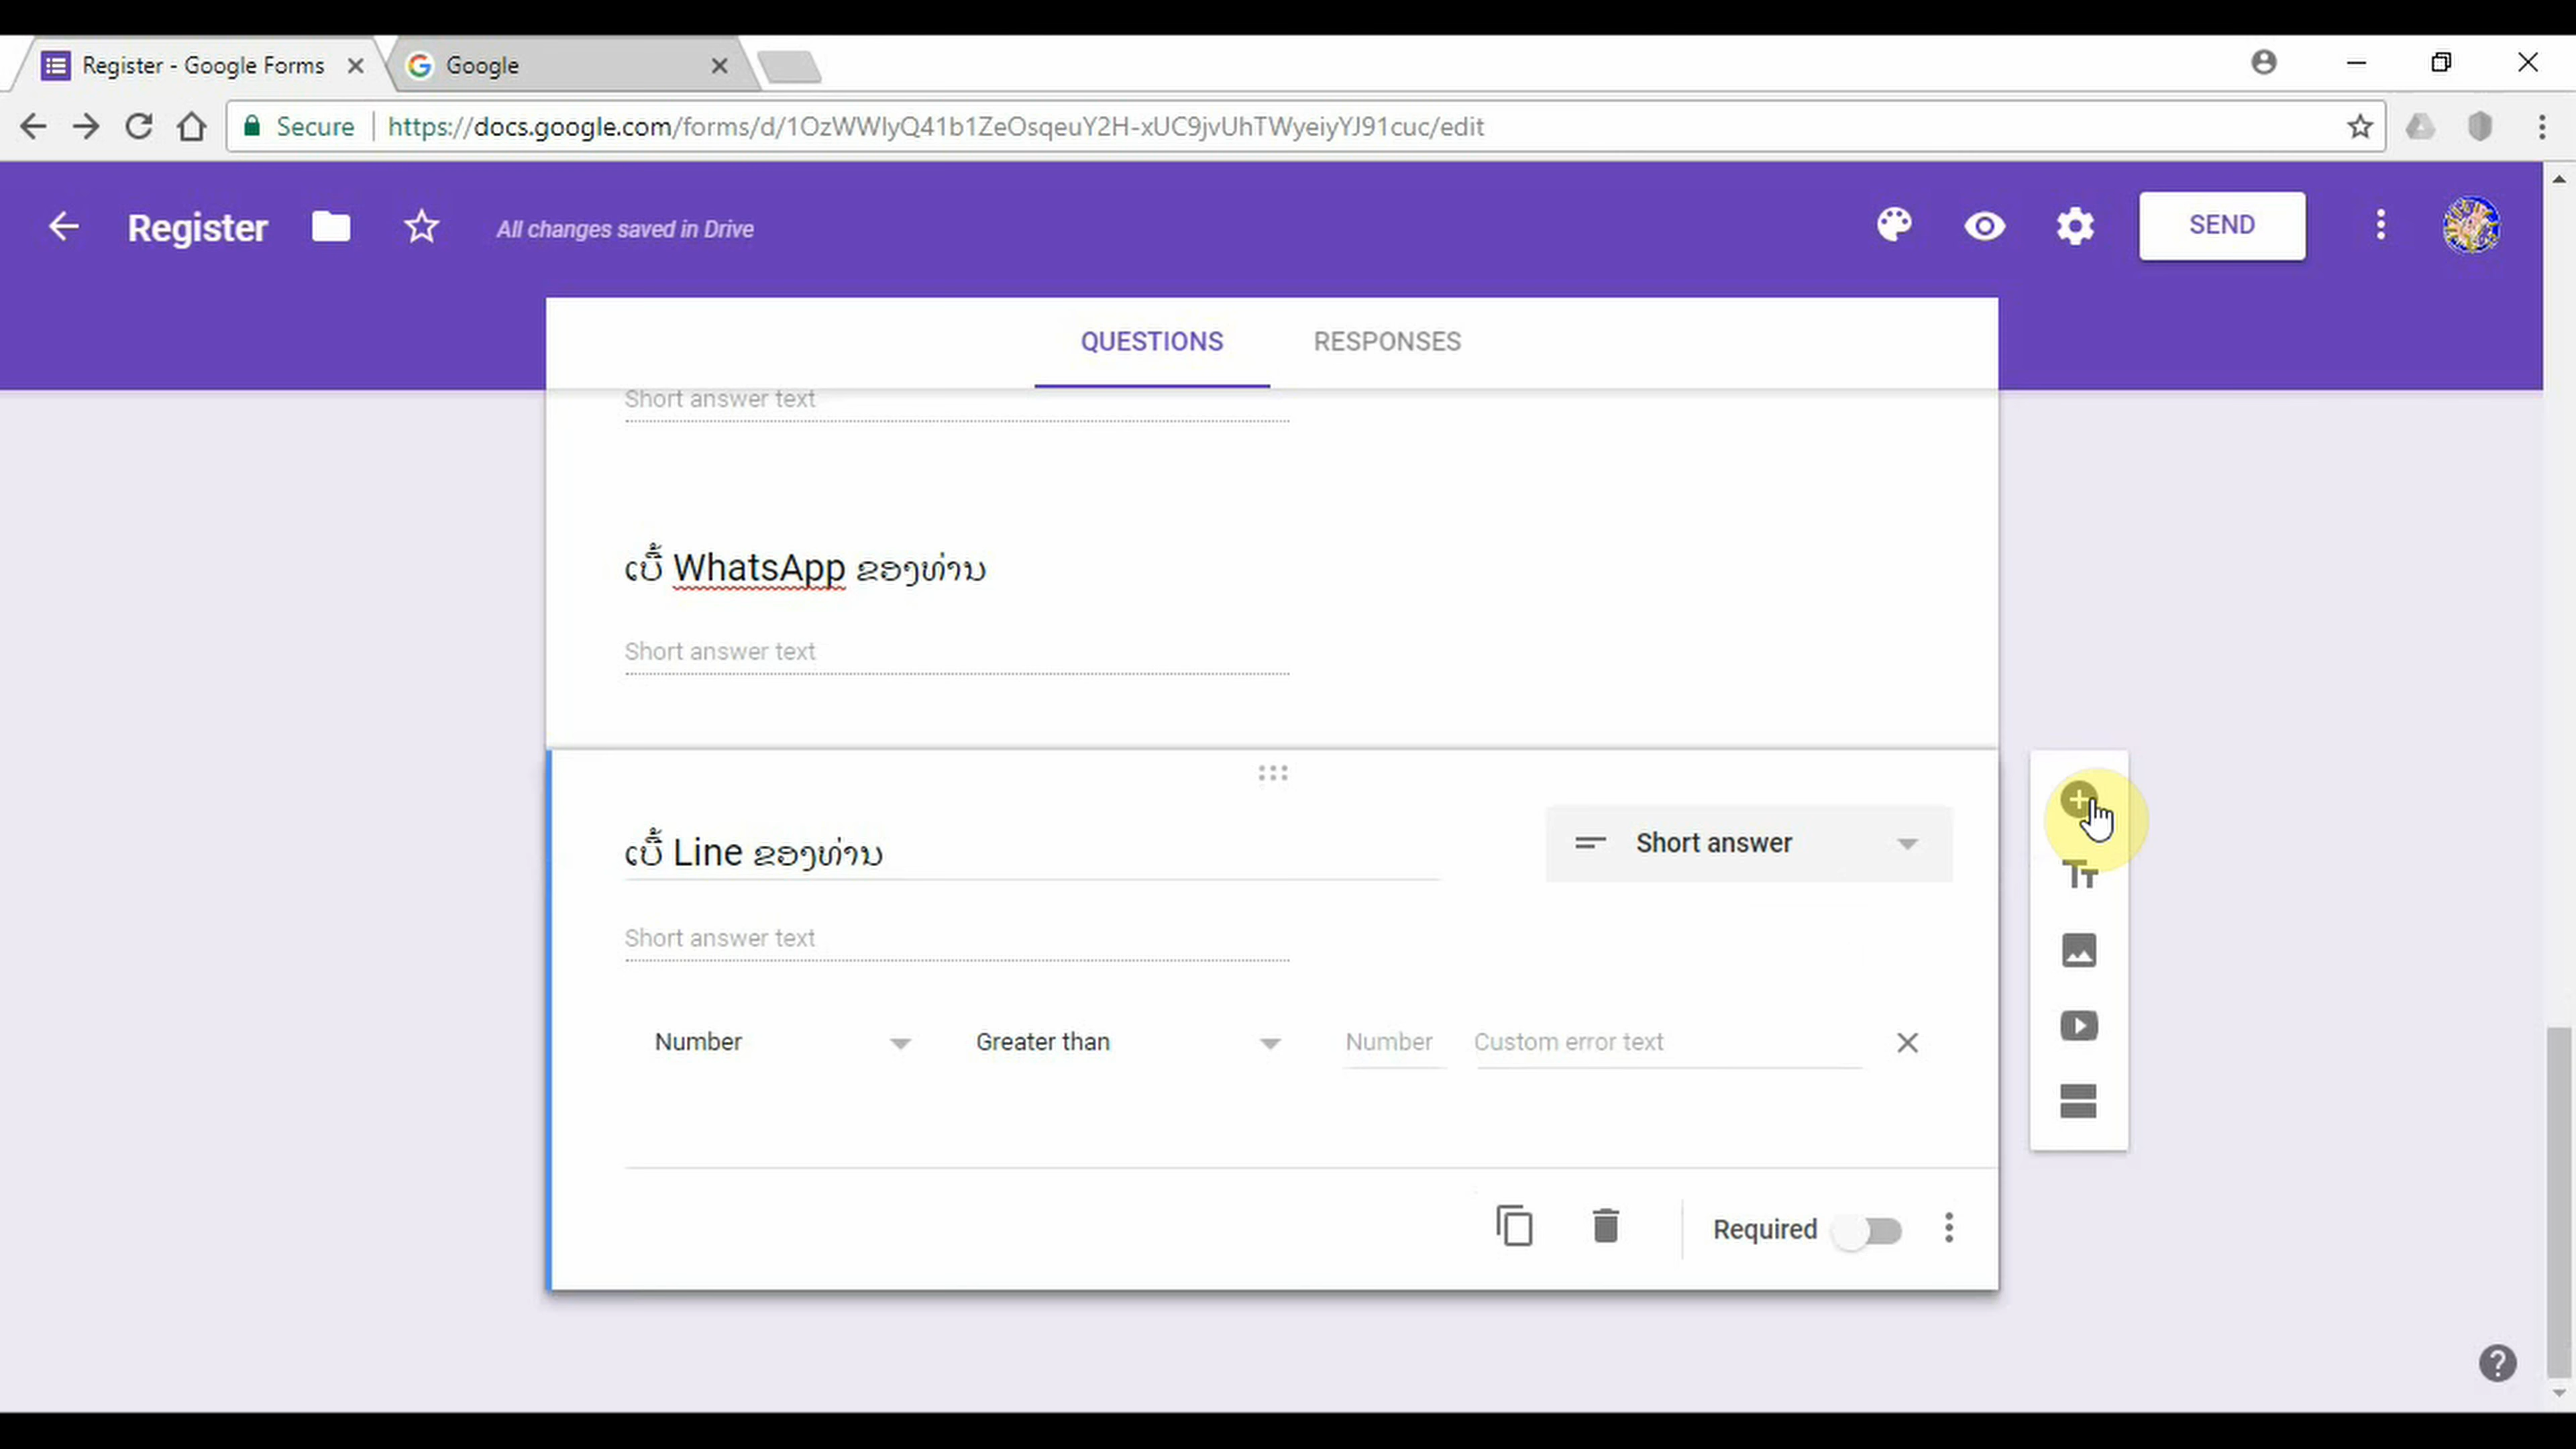 Register - Google Forms
Google
Secure
https://docs.google.com/forms/d/1OzWWIyQ41b1ZeOsqeuY2H-xUC9jvUhTWyeiyYJ91cuc/edit
Register
All changes saved in Drive
SEND
QUESTIONS
RESPONSES
Short answer text
ເບີ້ WhatsApp ຂອງທ່ານ
Short answer text
ເບີ້ Line ຂອງທ່ານ
Short answer
Short answer text
Number
Greater than
Number
Custom error text
Required